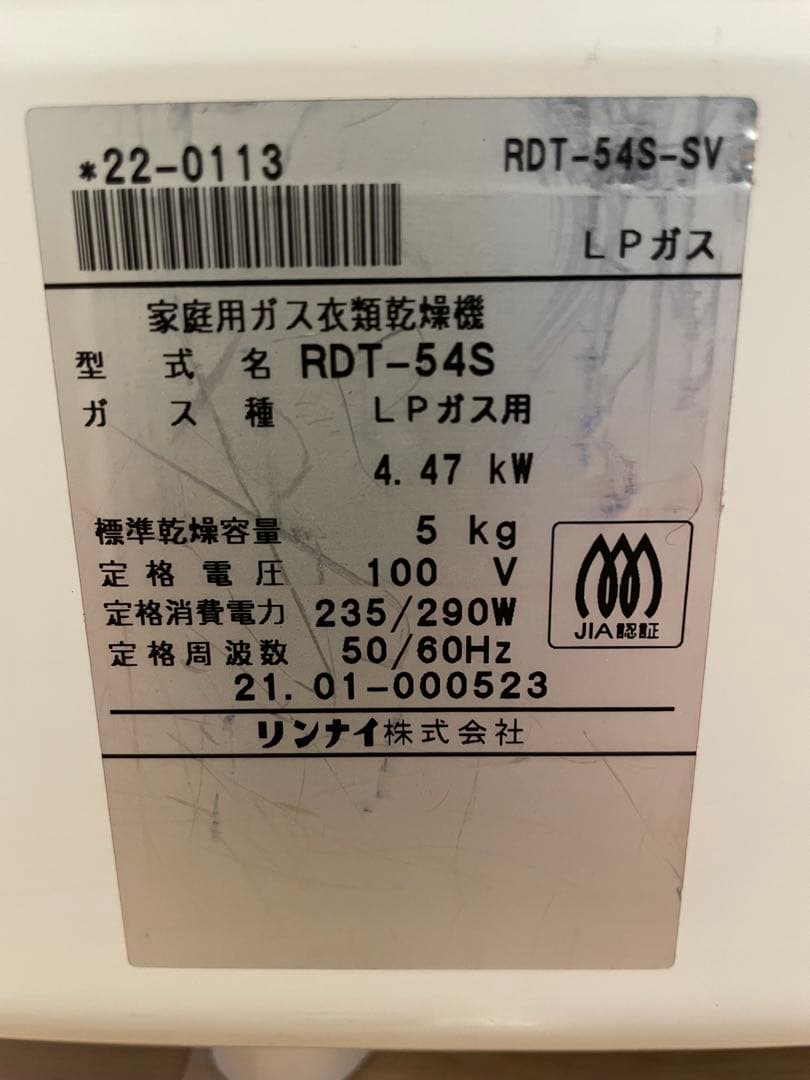 *22-0113
RDT-54S-SV
LPガス
家庭用ガス衣類乾燥機
型式名 RDT-54S
ガス種 LPガス用
4.47 kW
標準乾燥容量 5 kg
定格電圧 100 V
定格消費電力 235/290W
定格周波数 50/60Hz
21.01-000523
JIA認証
リンナイ株式会社